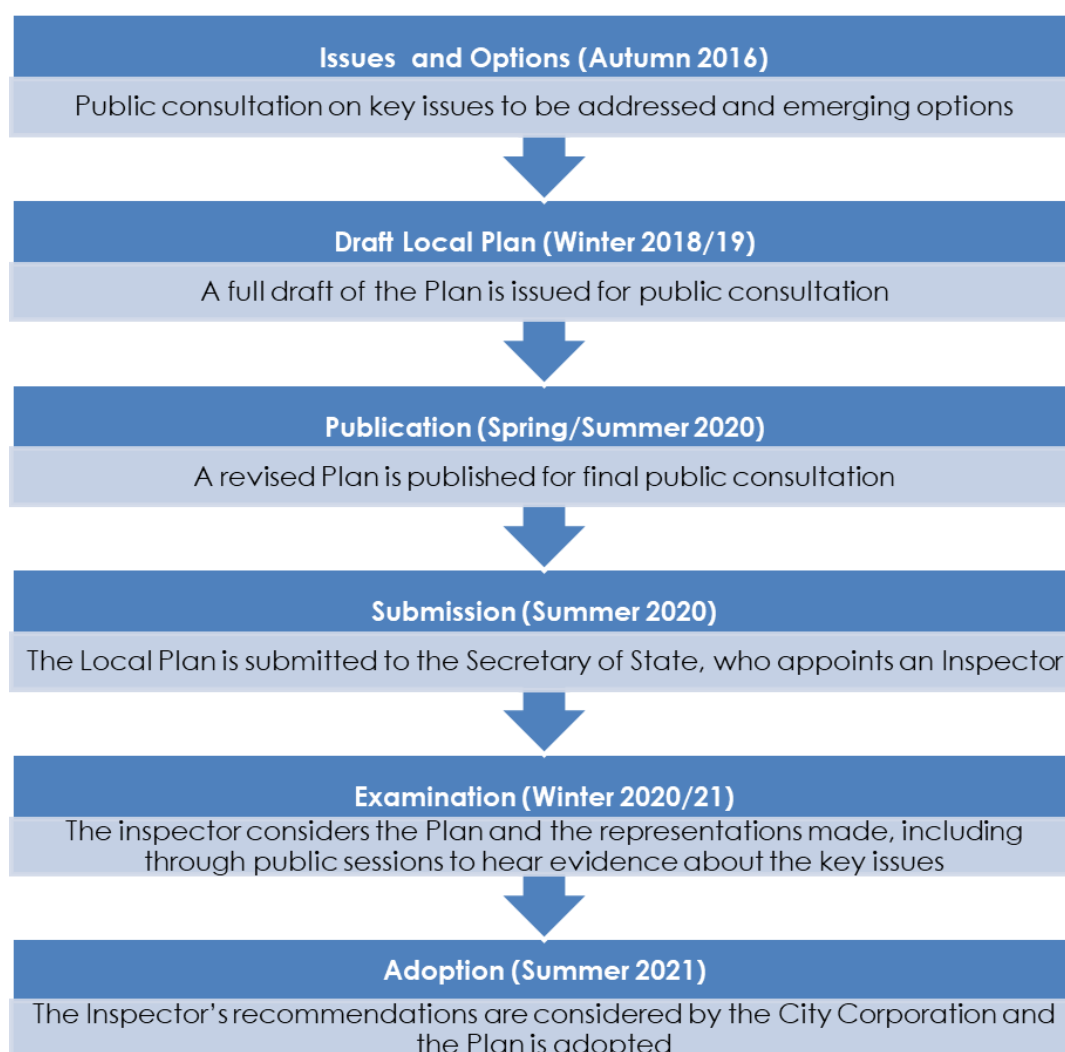 Issues and Options (Autumn 2016)
Public consultation on key issues to be addressed and emerging options
Draft Local Plan (Winter 2018/19)
A full draft of the Plan is issued for public consultation
Publication (Spring/Summer 2020)
A revised Plan is published for final public consultation
Submission (Summer 2020)
The Local Plan is submitted to the Secretary of State, who appoints an Inspector
Examination (Winter 2020/21)
The inspector considers the Plan and the representations made, including
through public sessions to hear evidence about the key issues
Adoption (Summer 2021)
The Inspector's recommendations are considered by the City Corporation and
the Plan is adopted